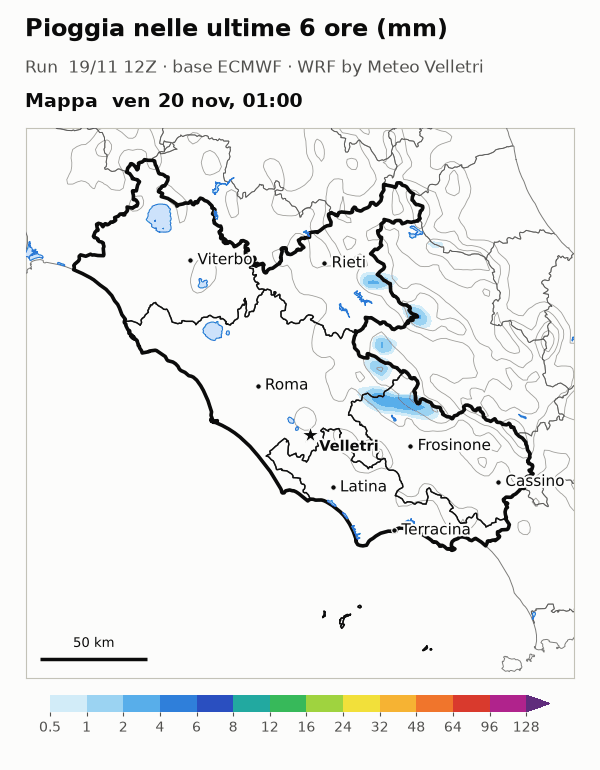 Pioggia nelle ultime 6 ore (mm)
Run  19/11 12Z · base ECMWF · WRF by Meteo Velletri
Mappa  ven 20 nov, 01:00
Viterbo
Rieti
Roma
Velletri
Frosinone
Latina
Cassino
Terracina
50 km
0.5 1 2 4 6 8 12 16 24 32 48 64 96 128